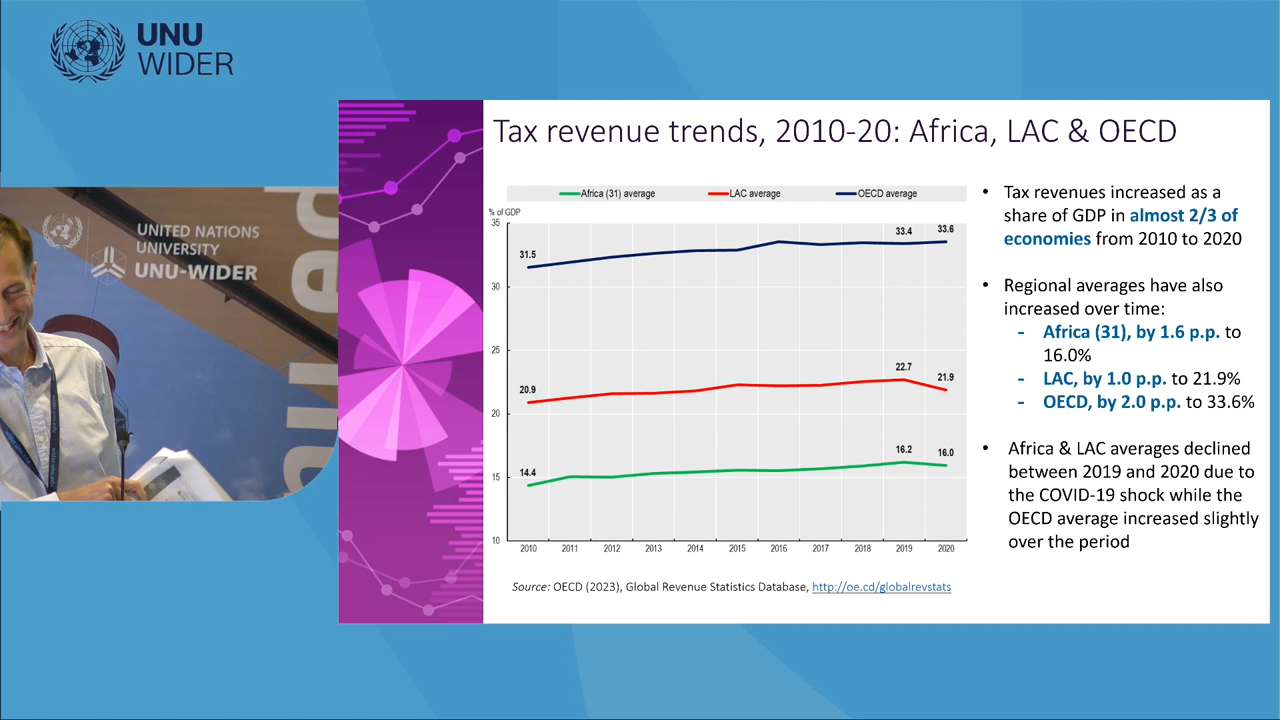 UNU
WIDER
UNITED NATIONS
UNIVERSITY
UNU-WIDER
Tax revenue trends, 2010-20: Africa, LAC & OECD
Africa (31) average
LAC average
OECD average
% of GDP
35
30
25
20
15
10
31.5
33.4
33.6
20.9
22.7
21.9
14.4
16.2
16.0
2010 2011 2012 2013 2014 2015 2016 2017 2018 2019 2020
Source: OECD (2023), Global Revenue Statistics Database, http://oe.cd/globalrevstats
• Tax revenues increased as a
share of GDP in almost 2/3 of
economies from 2010 to 2020
• Regional averages have also
increased over time:
- Africa (31), by 1.6 p.p. to
16.0%
- LAC, by 1.0 p.p. to 21.9%
- OECD, by 2.0 p.p. to 33.6%
• Africa & LAC averages declined
between 2019 and 2020 due to
the COVID-19 shock while the
OECD average increased slightly
over the period